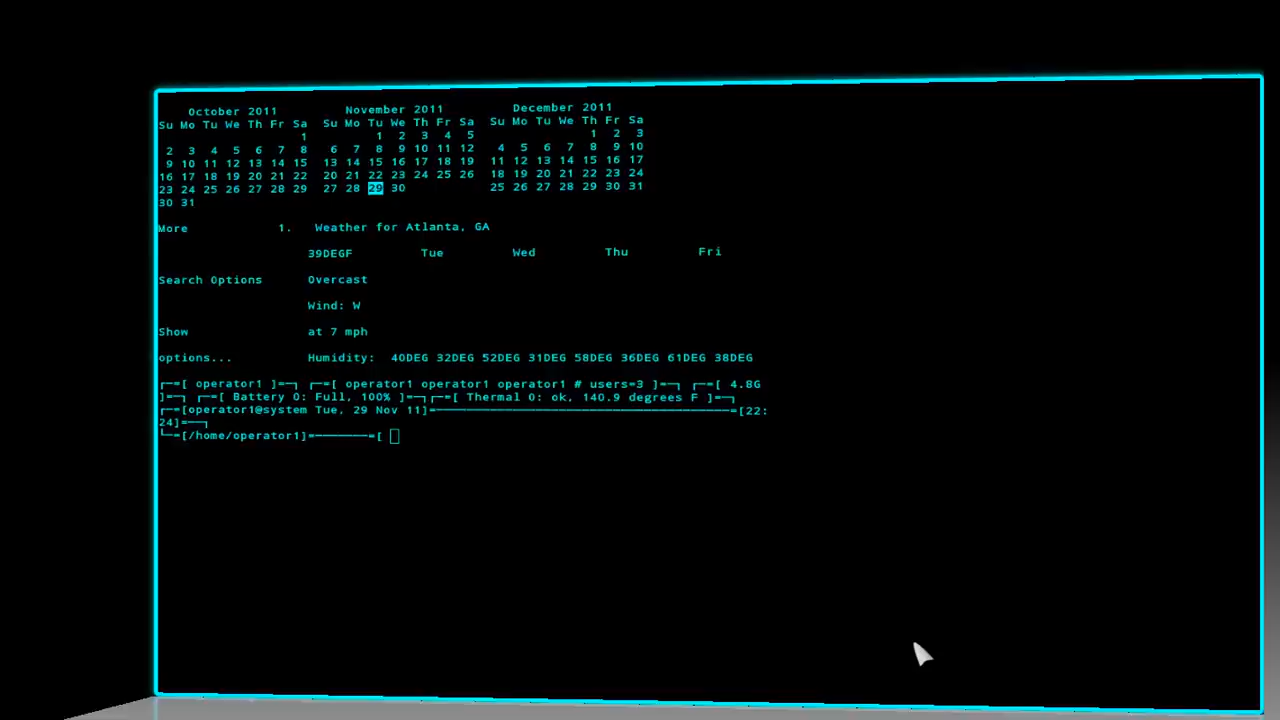 October 2011         November 2011         December 2011
Su Mo Tu We Th Fr Sa  Su Mo Tu We Th Fr Sa  Su Mo Tu We Th Fr Sa
                   1         1  2  3  4  5               1  2  3
 2  3  4  5  6  7  8   6  7  8  9 10 11 12   4  5  6  7  8  9 10
 9 10 11 12 13 14 15  13 14 15 16 17 18 19  11 12 13 14 15 16 17
16 17 18 19 20 21 22  20 21 22 23 24 25 26  18 19 20 21 22 23 24
23 24 25 26 27 28 29  27 28 29 30           25 26 27 28 29 30 31
30 31
More 1. Weather for Atlanta, GA
39DEGF Tue Wed Thu Fri
Search Options Overcast
Wind: W
Show at 7 mph
options... Humidity: 40DEG 32DEG 52DEG 31DEG 58DEG 36DEG 61DEG 38DEG
┌─=[ operator1 ]=─┐ ┌─=[ operator1 operator1 operator1 # users=3 ]=─┐ ┌─=[ 4.8G
]=─┐ ┌─=[ Battery 0: Full, 100% ]=─┐┌─=[ Thermal 0: ok, 140.9 degrees F ]=─┐
┌─=[operator1@system Tue, 29 Nov 11]=────────────────────────────────────────=[22:
24]=──┐
└─=[/home/operator1]=───────=[